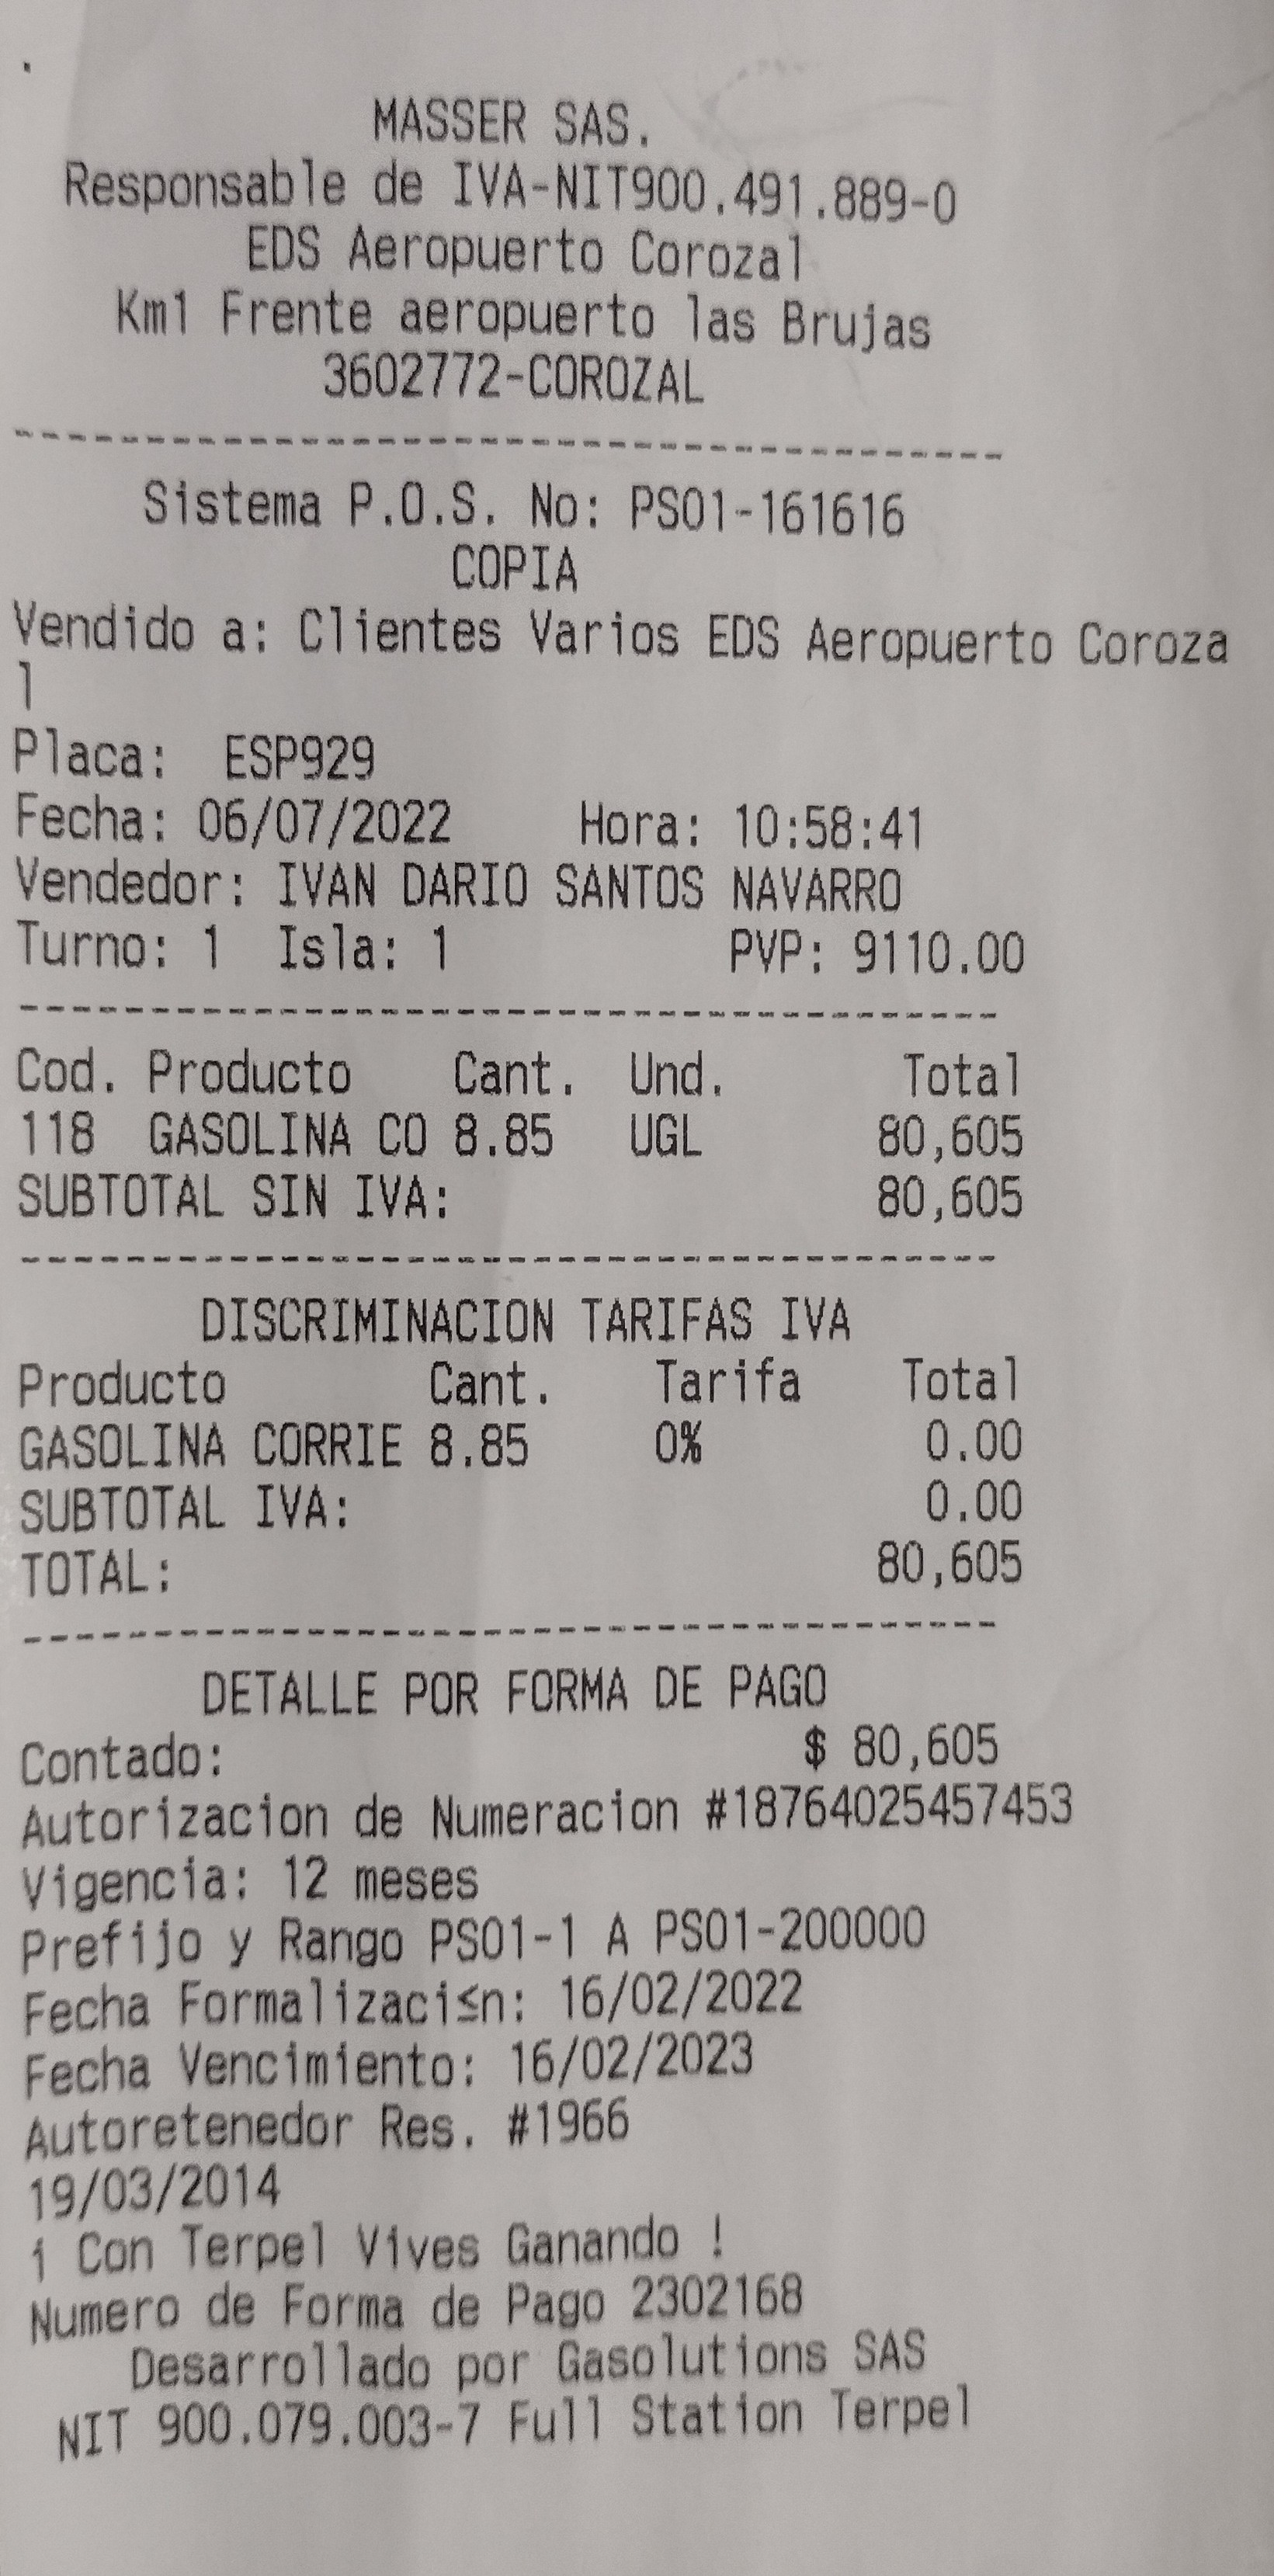 MASSER SAS.
Responsable de IVA-NIT900.491.889-0
EDS Aeropuerto Corozal
Km1 Frente aeropuerto las Brujas
3602772-COROZAL
--------------------------------------
Sistema P.O.S. No: PS01-161616
COPIA
Vendido a: Clientes Varios EDS Aeropuerto Coroza
l
Placa: ESP929
Fecha: 06/07/2022 Hora: 10:58:41
Vendedor: IVAN DARIO SANTOS NAVARRO
Turno: 1 Isla: 1 PVP: 9110.00
--------------------------------------
Cod. Producto Cant. Und. Total
118 GASOLINA CO 8.85 UGL 80,605
SUBTOTAL SIN IVA: 80,605
--------------------------------------
DISCRIMINACION TARIFAS IVA
Producto Cant. Tarifa Total
GASOLINA CORRIE 8.85 0% 0.00
SUBTOTAL IVA: 0.00
TOTAL: 80,605
--------------------------------------
DETALLE POR FORMA DE PAGO
Contado: $ 80,605
Autorizacion de Numeracion #18764025457453
Vigencia: 12 meses
Prefijo y Rango PS01-1 A PS01-200000
Fecha Formalizaci≤n: 16/02/2022
Fecha Vencimiento: 16/02/2023
Autoretenedor Res. #1966
19/03/2014
¡ Con Terpel Vives Ganando !
Numero de Forma de Pago 2302168
Desarrollado por Gasolutions SAS
NIT 900.079.003-7 Full Station Terpel